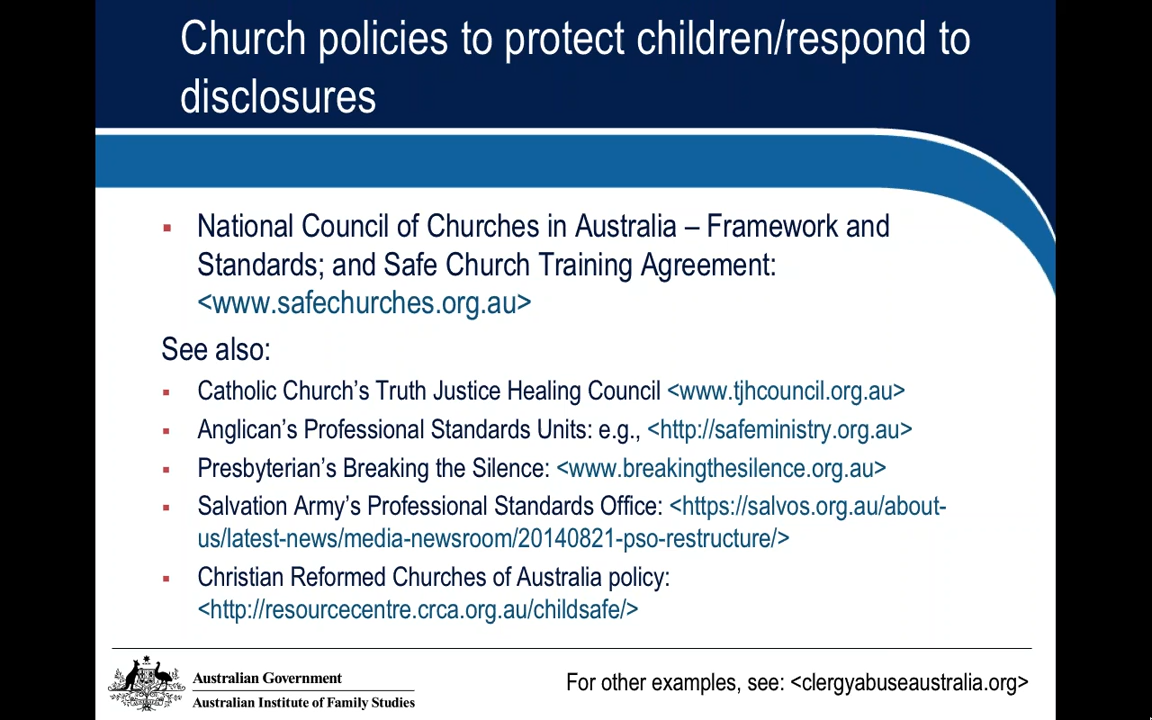 Church policies to protect children/respond to
disclosures
▪ National Council of Churches in Australia – Framework and
Standards; and Safe Church Training Agreement:
<www.safechurches.org.au>
See also:
▪ Catholic Church’s Truth Justice Healing Council <www.tjhcouncil.org.au>
▪ Anglican’s Professional Standards Units: e.g., <http://safeministry.org.au>
▪ Presbyterian’s Breaking the Silence: <www.breakingthesilence.org.au>
▪ Salvation Army’s Professional Standards Office: <https://salvos.org.au/about-
us/latest-news/media-newsroom/20140821-pso-restructure/>
▪ Christian Reformed Churches of Australia policy:
<http://resourcecentre.crca.org.au/childsafe/>
Australian Government
Australian Institute of Family Studies
For other examples, see: <clergyabuseaustralia.org>